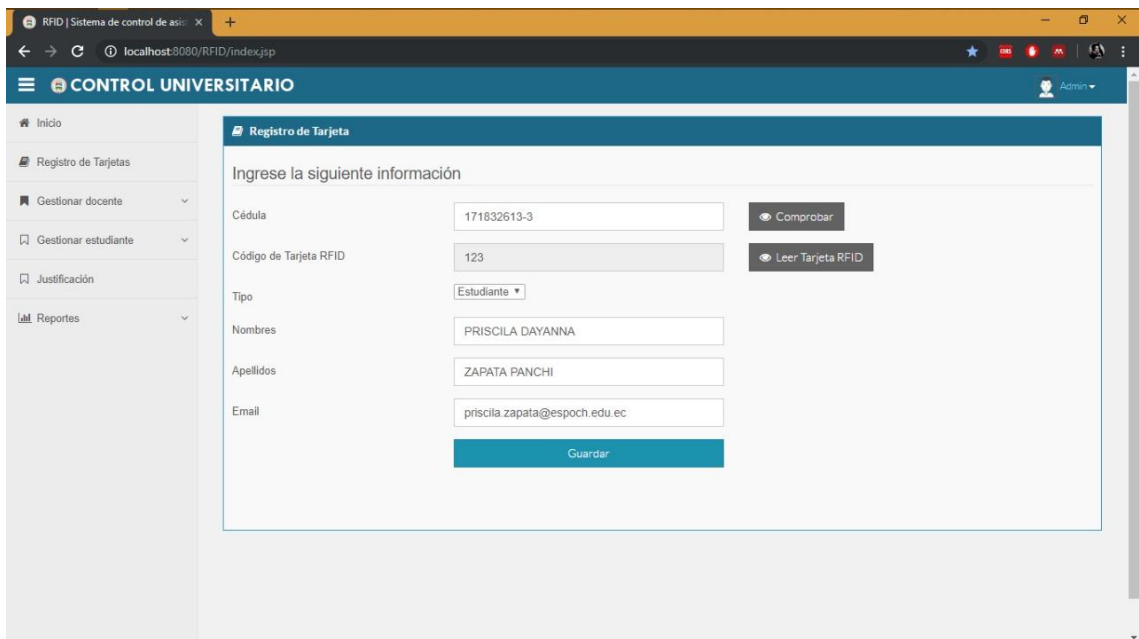 RFID | Sistema de control de asis
localhost:8080/RFID/index.jsp
CORS
CONTROL UNIVERSITARIO
Admin
Inicio
Registro de Tarjetas
Gestionar docente
Gestionar estudiante
Justificación
Reportes
Registro de Tarjeta
Ingrese la siguiente información
Cédula 171832613-3 Comprobar
Código de Tarjeta RFID 123 Leer Tarjeta RFID
Tipo Estudiante
Nombres PRISCILA DAYANNA
Apellidos ZAPATA PANCHI
Email priscila.zapata@espoch.edu.ec
Guardar